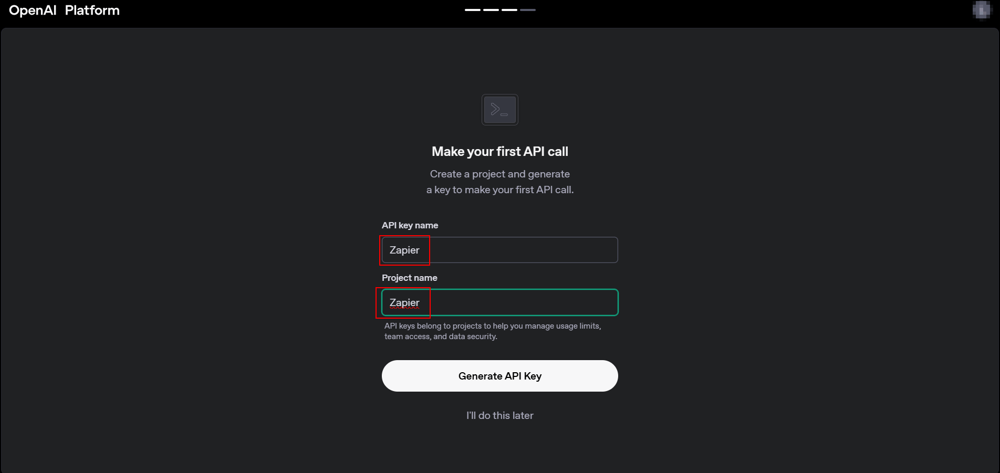 OpenAI Platform
Make your first API call
Create a project and generate
a key to make your first API call.
API key name
Zapier
Project name
Zapier
API keys belong to projects to help you manage usage limits,
team access, and data security.
Generate API Key
I'll do this later